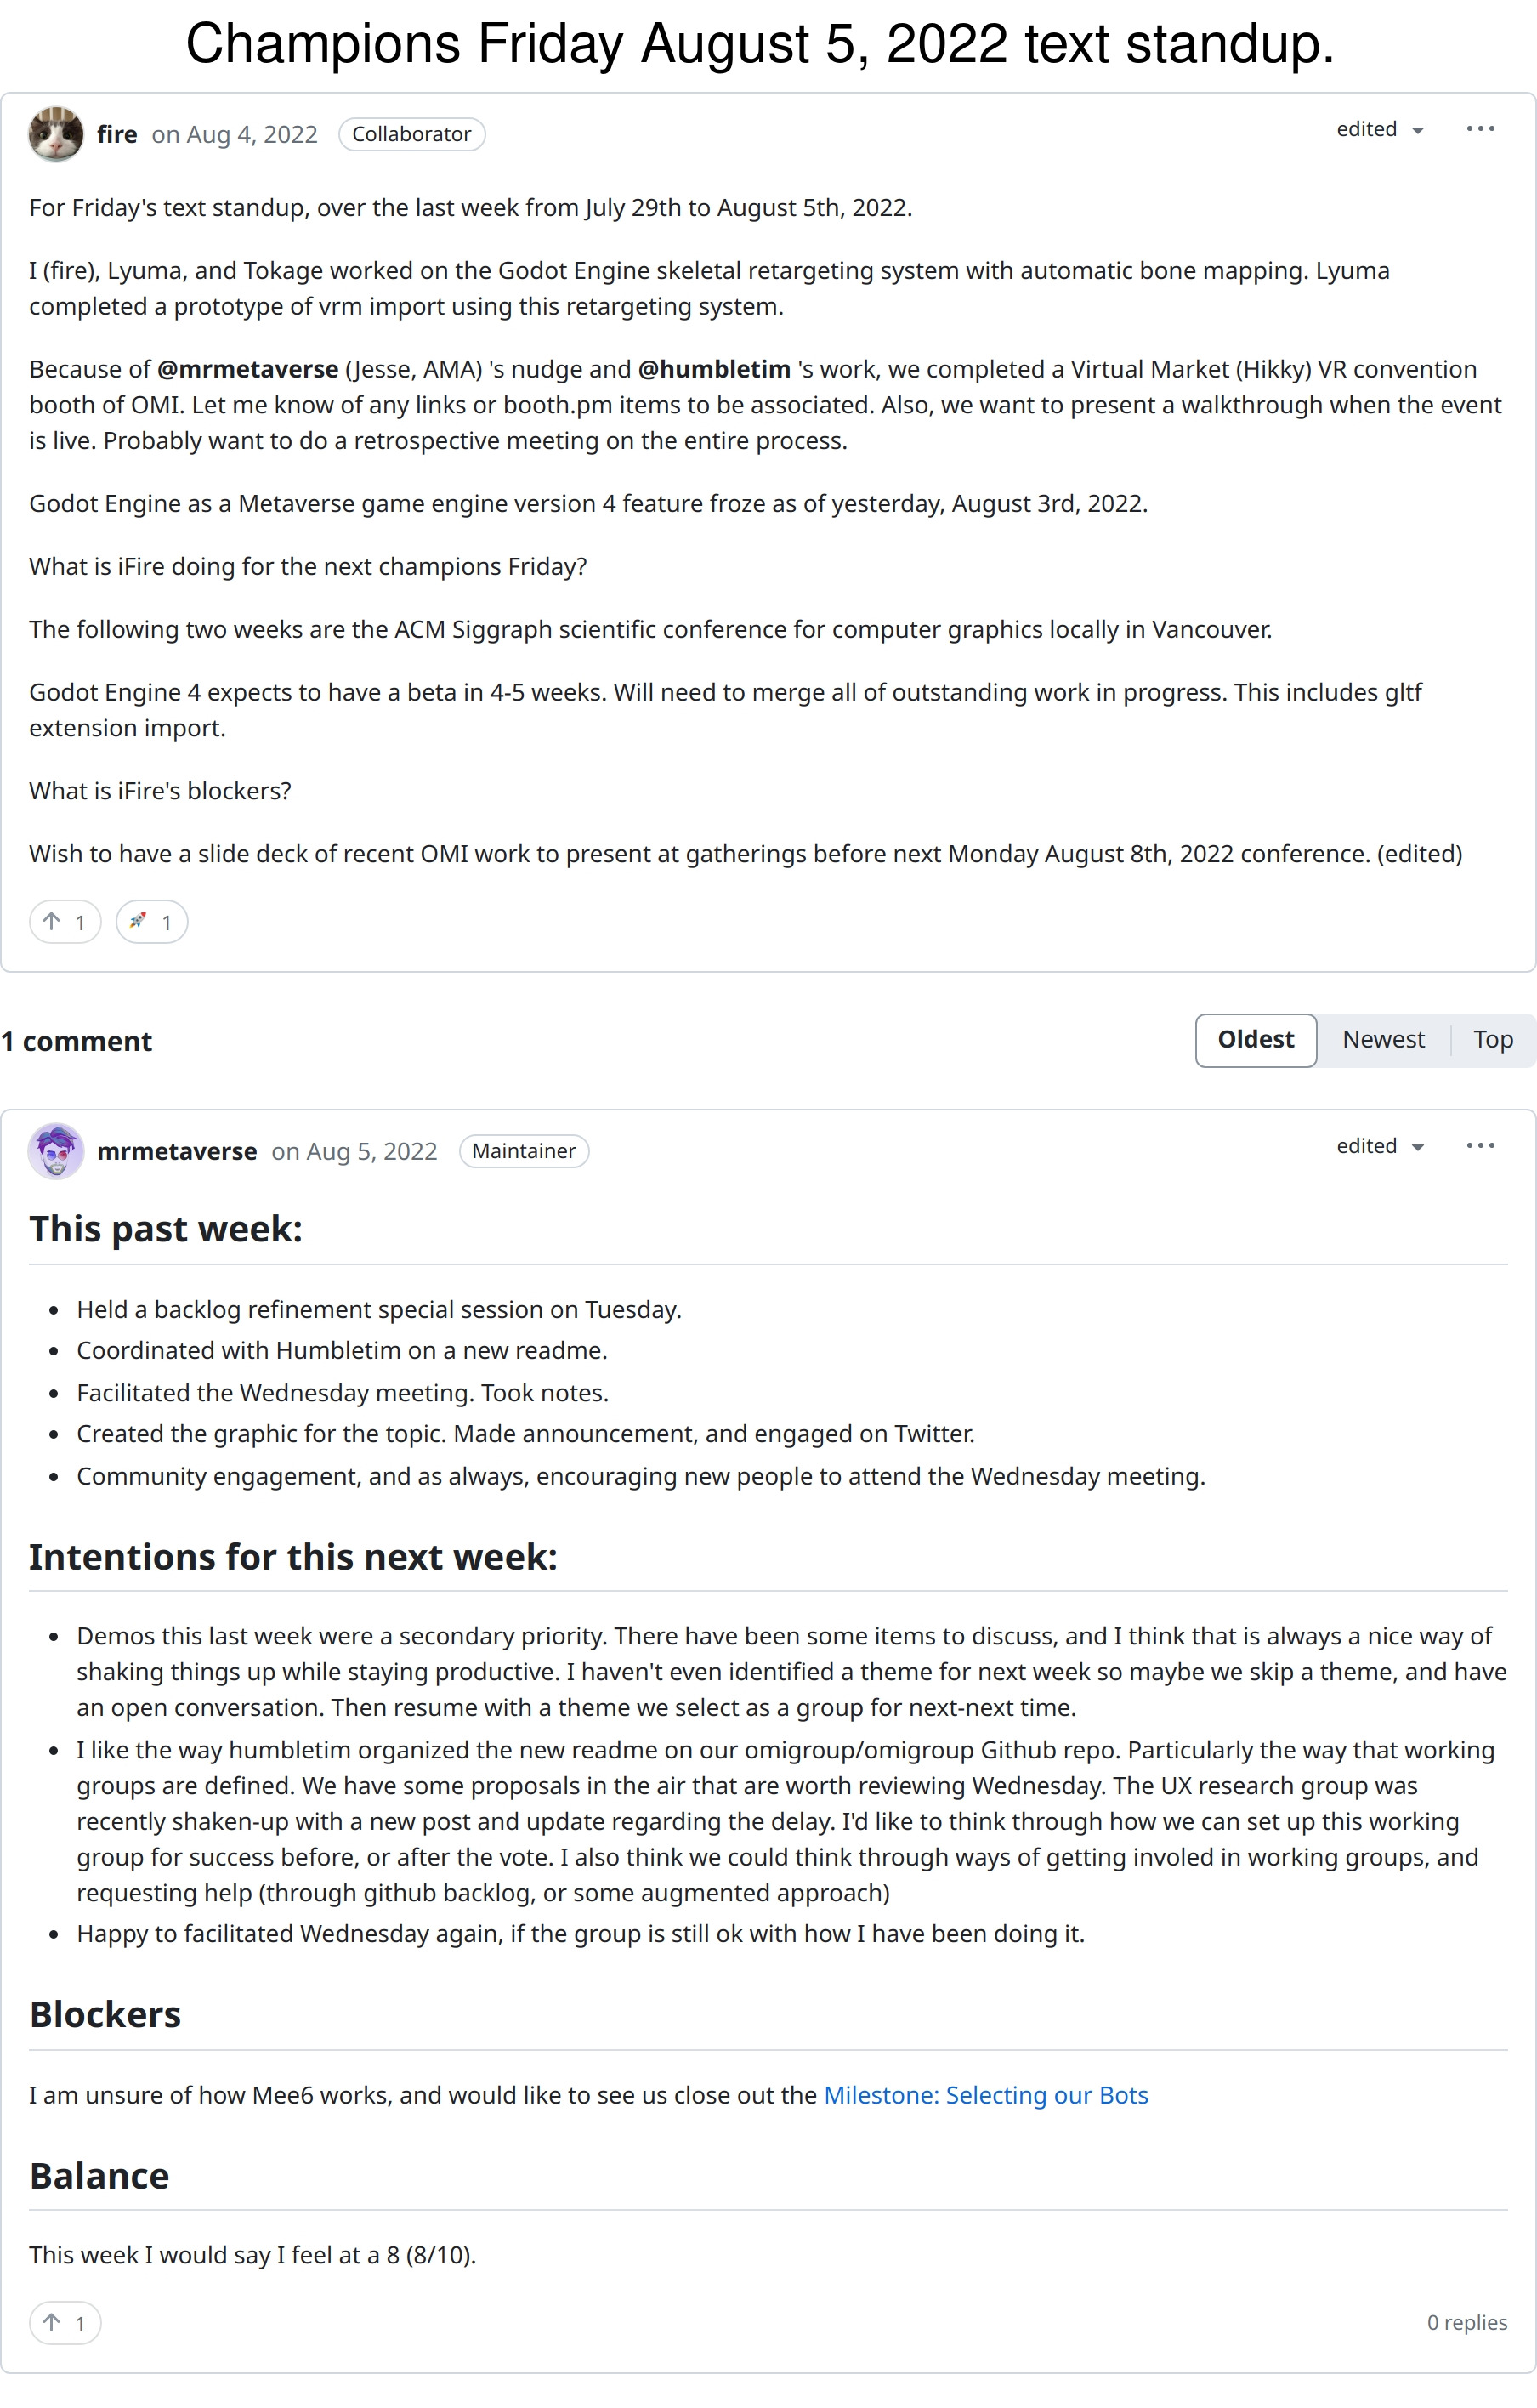 Champions Friday August 5, 2022 text standup.
fire on Aug 4, 2022 Collaborator edited
For Friday's text standup, over the last week from July 29th to August 5th, 2022.
I (fire), Lyuma, and Tokage worked on the Godot Engine skeletal retargeting system with automatic bone mapping. Lyuma
completed a prototype of vrm import using this retargeting system.
Because of @mrmetaverse (Jesse, AMA) 's nudge and @humbletim 's work, we completed a Virtual Market (Hikky) VR convention
booth of OMI. Let me know of any links or booth.pm items to be associated. Also, we want to present a walkthrough when the event
is live. Probably want to do a retrospective meeting on the entire process.
Godot Engine as a Metaverse game engine version 4 feature froze as of yesterday, August 3rd, 2022.
What is iFire doing for the next champions Friday?
The following two weeks are the ACM Siggraph scientific conference for computer graphics locally in Vancouver.
Godot Engine 4 expects to have a beta in 4-5 weeks. Will need to merge all of outstanding work in progress. This includes gltf
extension import.
What is iFire's blockers?
Wish to have a slide deck of recent OMI work to present at gatherings before next Monday August 8th, 2022 conference. (edited)
↑ 1 🚀 1
1 comment Oldest Newest Top
mrmetaverse on Aug 5, 2022 Maintainer edited
This past week:
• Held a backlog refinement special session on Tuesday.
• Coordinated with Humbletim on a new readme.
• Facilitated the Wednesday meeting. Took notes.
• Created the graphic for the topic. Made announcement, and engaged on Twitter.
• Community engagement, and as always, encouraging new people to attend the Wednesday meeting.
Intentions for this next week:
• Demos this last week were a secondary priority. There have been some items to discuss, and I think that is always a nice way of
shaking things up while staying productive. I haven't even identified a theme for next week so maybe we skip a theme, and have
an open conversation. Then resume with a theme we select as a group for next-next time.
• I like the way humbletim organized the new readme on our omigroup/omigroup Github repo. Particularly the way that working
groups are defined. We have some proposals in the air that are worth reviewing Wednesday. The UX research group was
recently shaken-up with a new post and update regarding the delay. I'd like to think through how we can set up this working
group for success before, or after the vote. I also think we could think through ways of getting involed in working groups, and
requesting help (through github backlog, or some augmented approach)
• Happy to facilitated Wednesday again, if the group is still ok with how I have been doing it.
Blockers
I am unsure of how Mee6 works, and would like to see us close out the Milestone: Selecting our Bots
Balance
This week I would say I feel at a 8 (8/10).
↑ 1 0 replies